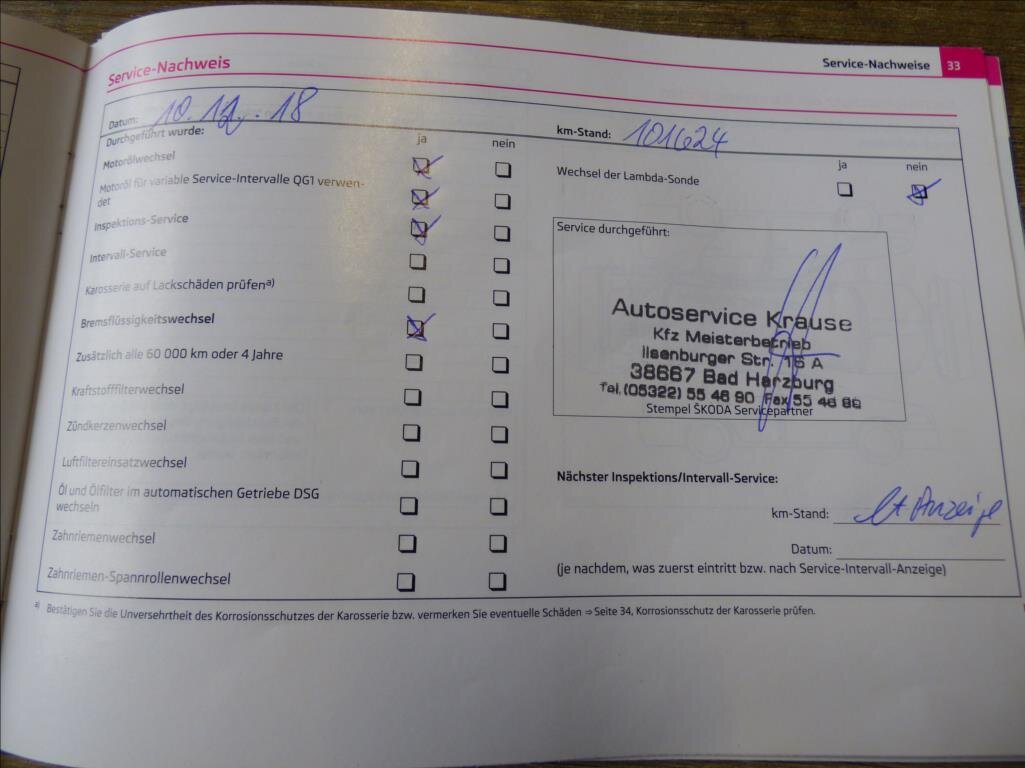 Service-Nachweis
Service-Nachweise 33
Datum: 10.12.18
km-Stand: 101624
Durchgeführt wurde:
ja nein
ja nein
Motorölwechsel
Motoröl für variable Service-Intervalle QG1 verwen-
det
Inspektions-Service
Intervall-Service
Karosserie auf Lackschäden prüfena)
Bremsflüssigkeitswechsel
Zusätzlich alle 60 000 km oder 4 Jahre
Kraftstofffilterwechsel
Zündkerzenwechsel
Luftfiltereinsatzwechsel
Öl und Ölfilter im automatischen Getriebe DSG
wechseln
Zahnriemenwechsel
Zahnriemen-Spannrollenwechsel
Wechsel der Lambda-Sonde
Service durchgeführt:
Autoservice Krause
Kfz Meisterbetrieb
Ilsenburger Str. 16 A
38667 Bad Harzburg
Tel. (05322) 55 46 90 Fax 55 46 89
Stempel ŠKODA Servicepartner
Nächster Inspektions/Intervall-Service:
km-Stand: lt Anzeige
Datum:
(je nachdem, was zuerst eintritt bzw. nach Service-Intervall-Anzeige)
a) Bestätigen Sie die Unversehrtheit des Korrosionsschutzes der Karosserie bzw. vermerken Sie eventuelle Schäden ⇒ Seite 34, Korrosionsschutz der Karosserie prüfen.